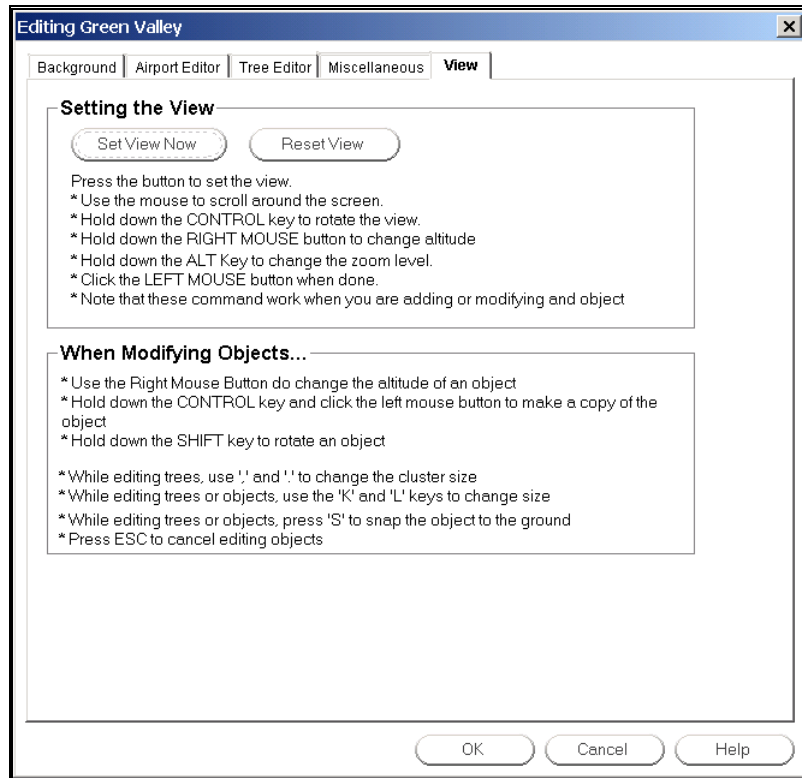 Editing Green Valley
Background Airport Editor Tree Editor Miscellaneous View
Setting the View
Set View Now Reset View
Press the button to set the view.
*Use the mouse to scroll around the screen.
*Hold down the CONTROL key to rotate the view.
*Hold down the RIGHT MOUSE button to change altitude
*Hold down the ALT Key to change the zoom level.
*Click the LEFT MOUSE button when done.
*Note that these command work when you are adding or modifying and object
When Modifying Objects...
*Use the Right Mouse Button do change the altitude of an object
*Hold down the CONTROL key and click the left mouse button to make a copy of the
object
*Hold down the SHIFT key to rotate an object
*While editing trees, use ',' and '.' to change the cluster size
*While editing trees or objects, use the 'K' and 'L' keys to change size
*While editing trees or objects, press 'S' to snap the object to the ground
*Press ESC to cancel editing objects
OK Cancel Help